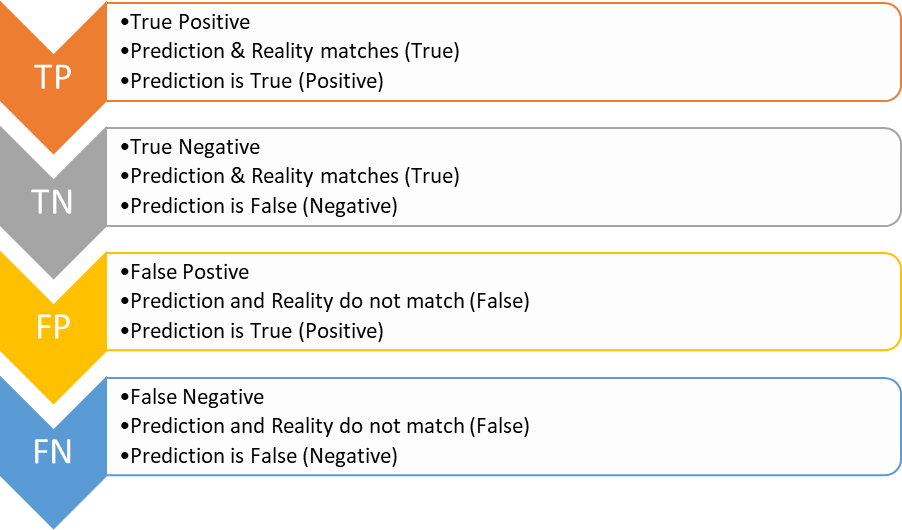 TP
•True Positive
•Prediction & Reality matches (True)
•Prediction is True (Positive)
TN
•True Negative
•Prediction & Reality matches (True)
•Prediction is False (Negative)
FP
•False Postive
•Prediction and Reality do not match (False)
•Prediction is True (Positive)
FN
•False Negative
•Prediction and Reality do not match (False)
•Prediction is False (Negative)